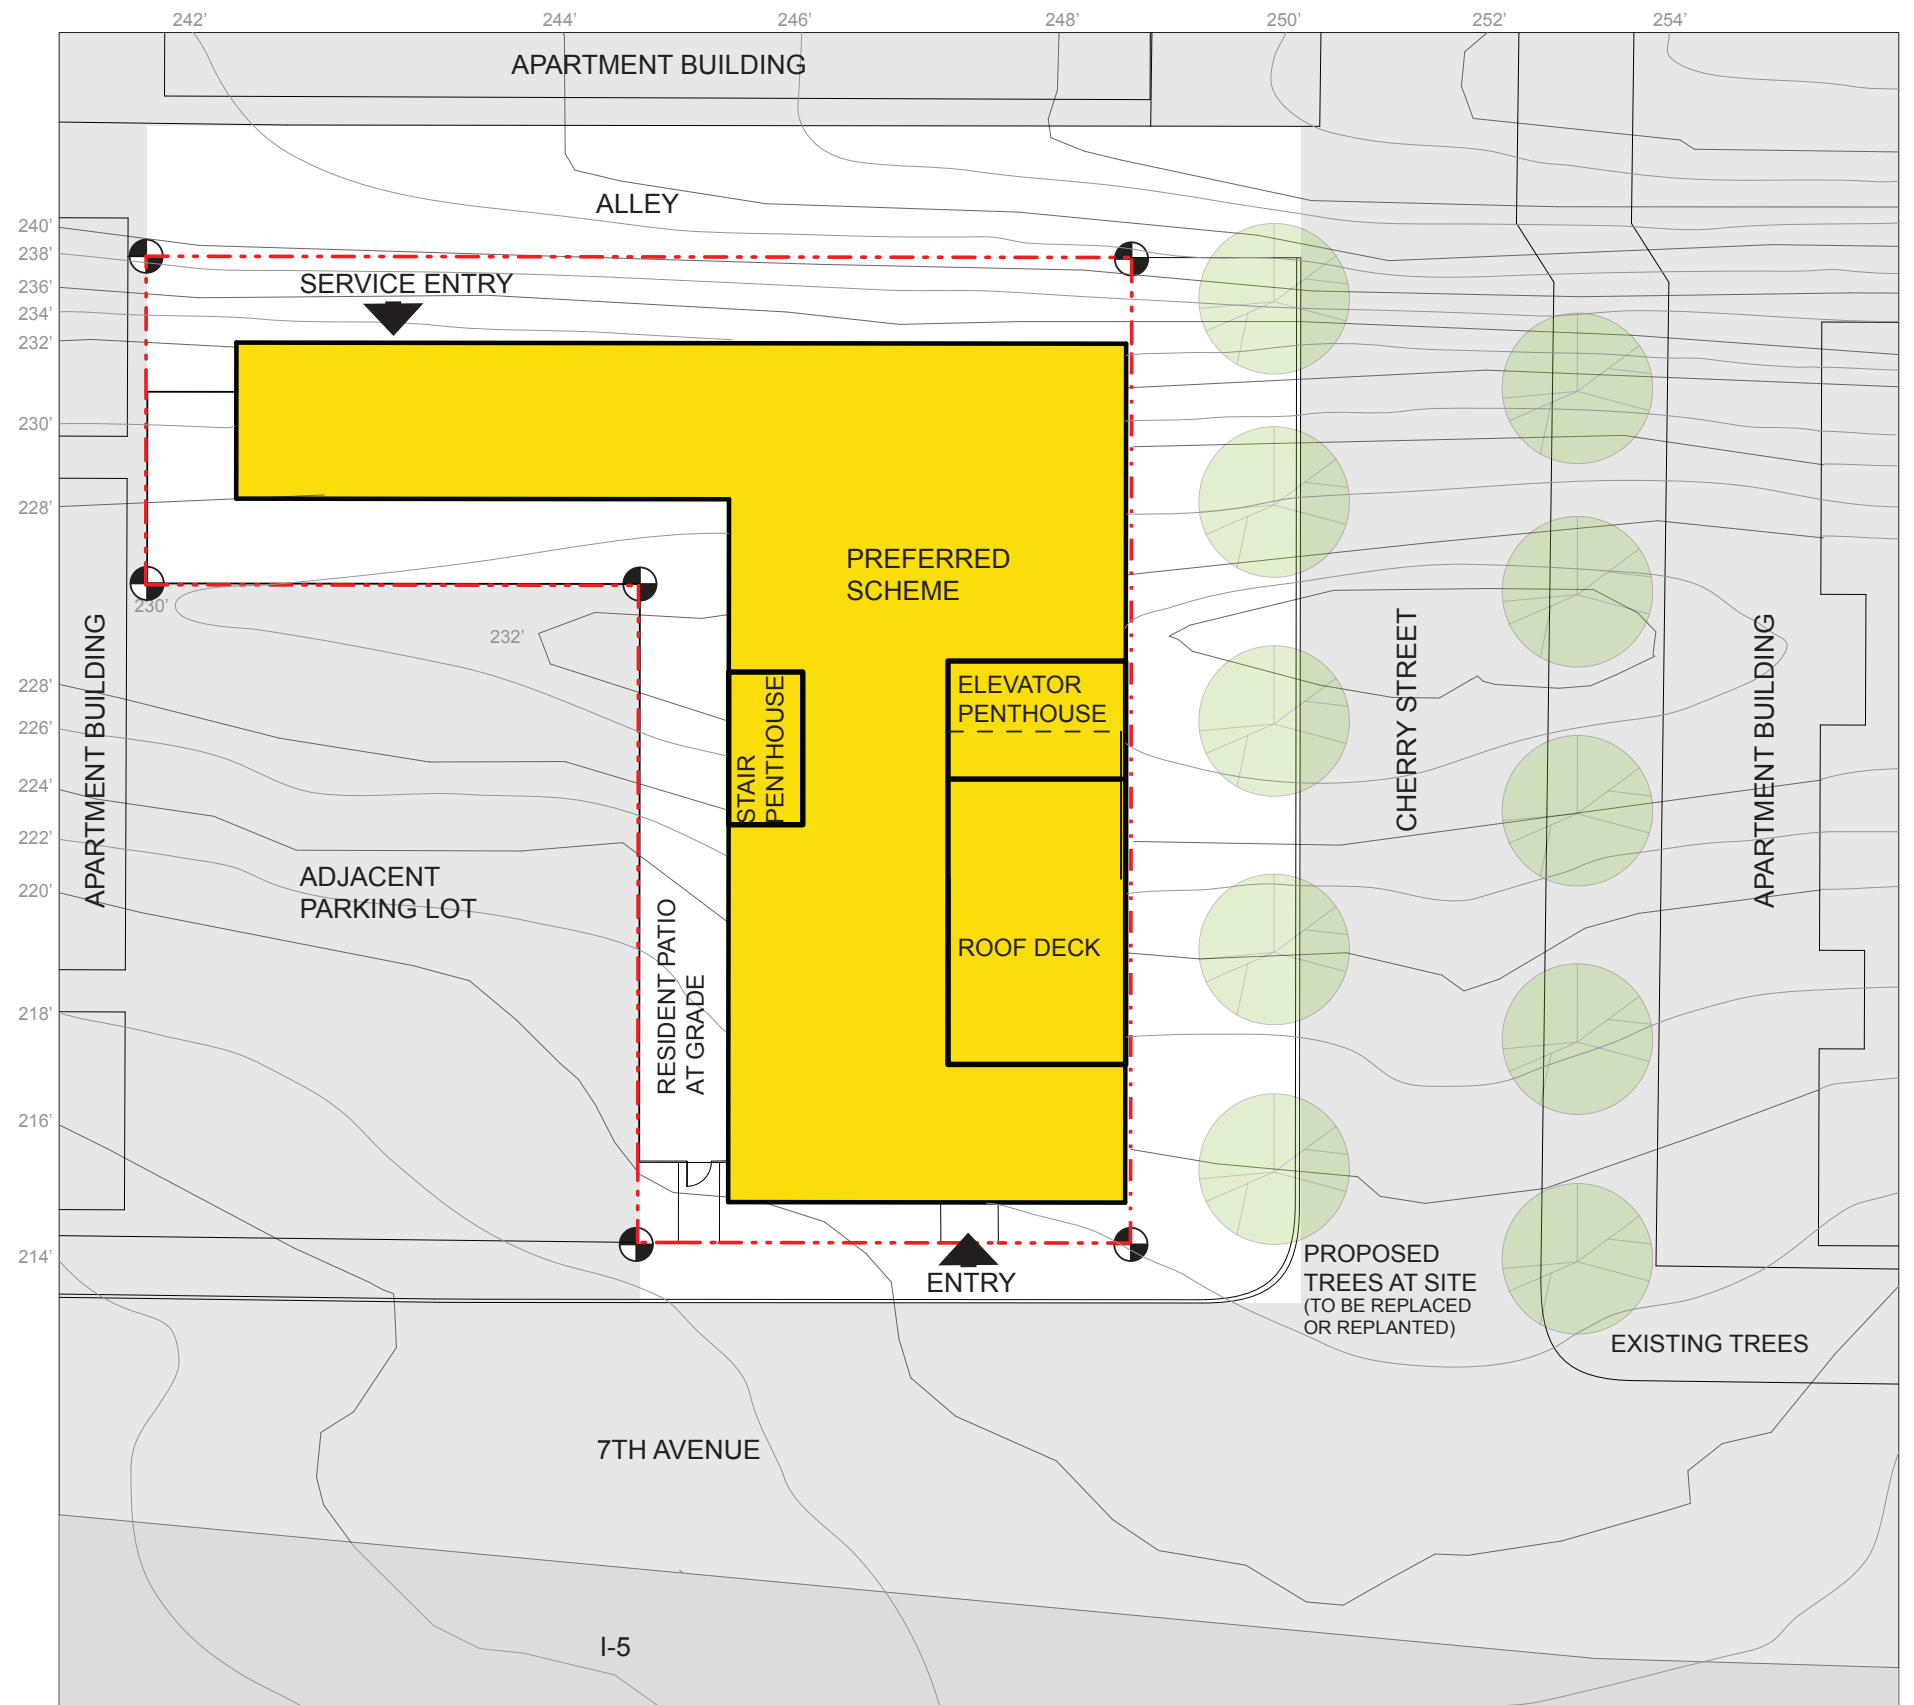 242’ 244’ 246’ 248’ 250’ 252’ 254’
APARTMENT BUILDING
ALLEY
240’
238’
236’
234’
232’
230’
228’
SERVICE ENTRY
PREFERRED
SCHEME
230’
232’
228’
226’
224’
222’
220’
218’
216’
214’
APARTMENT BUILDING
ADJACENT
PARKING LOT
RESIDENT PATIO
AT GRADE
STAIR
PENTHOUSE
ELEVATOR
PENTHOUSE
ROOF DECK
CHERRY STREET
APARTMENT BUILDING
ENTRY
PROPOSED
TREES AT SITE
(TO BE REPLACED
OR REPLANTED)
EXISTING TREES
7TH AVENUE
I-5